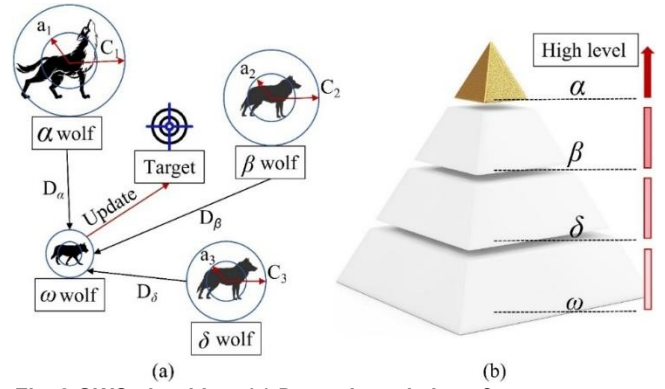 a1
C1
α wolf
a2
C2
β wolf
Target
Dα
Update
Dβ
ω wolf
Dδ
a3
C3
δ wolf
(a)
High level
α
β
δ
ω
(b)